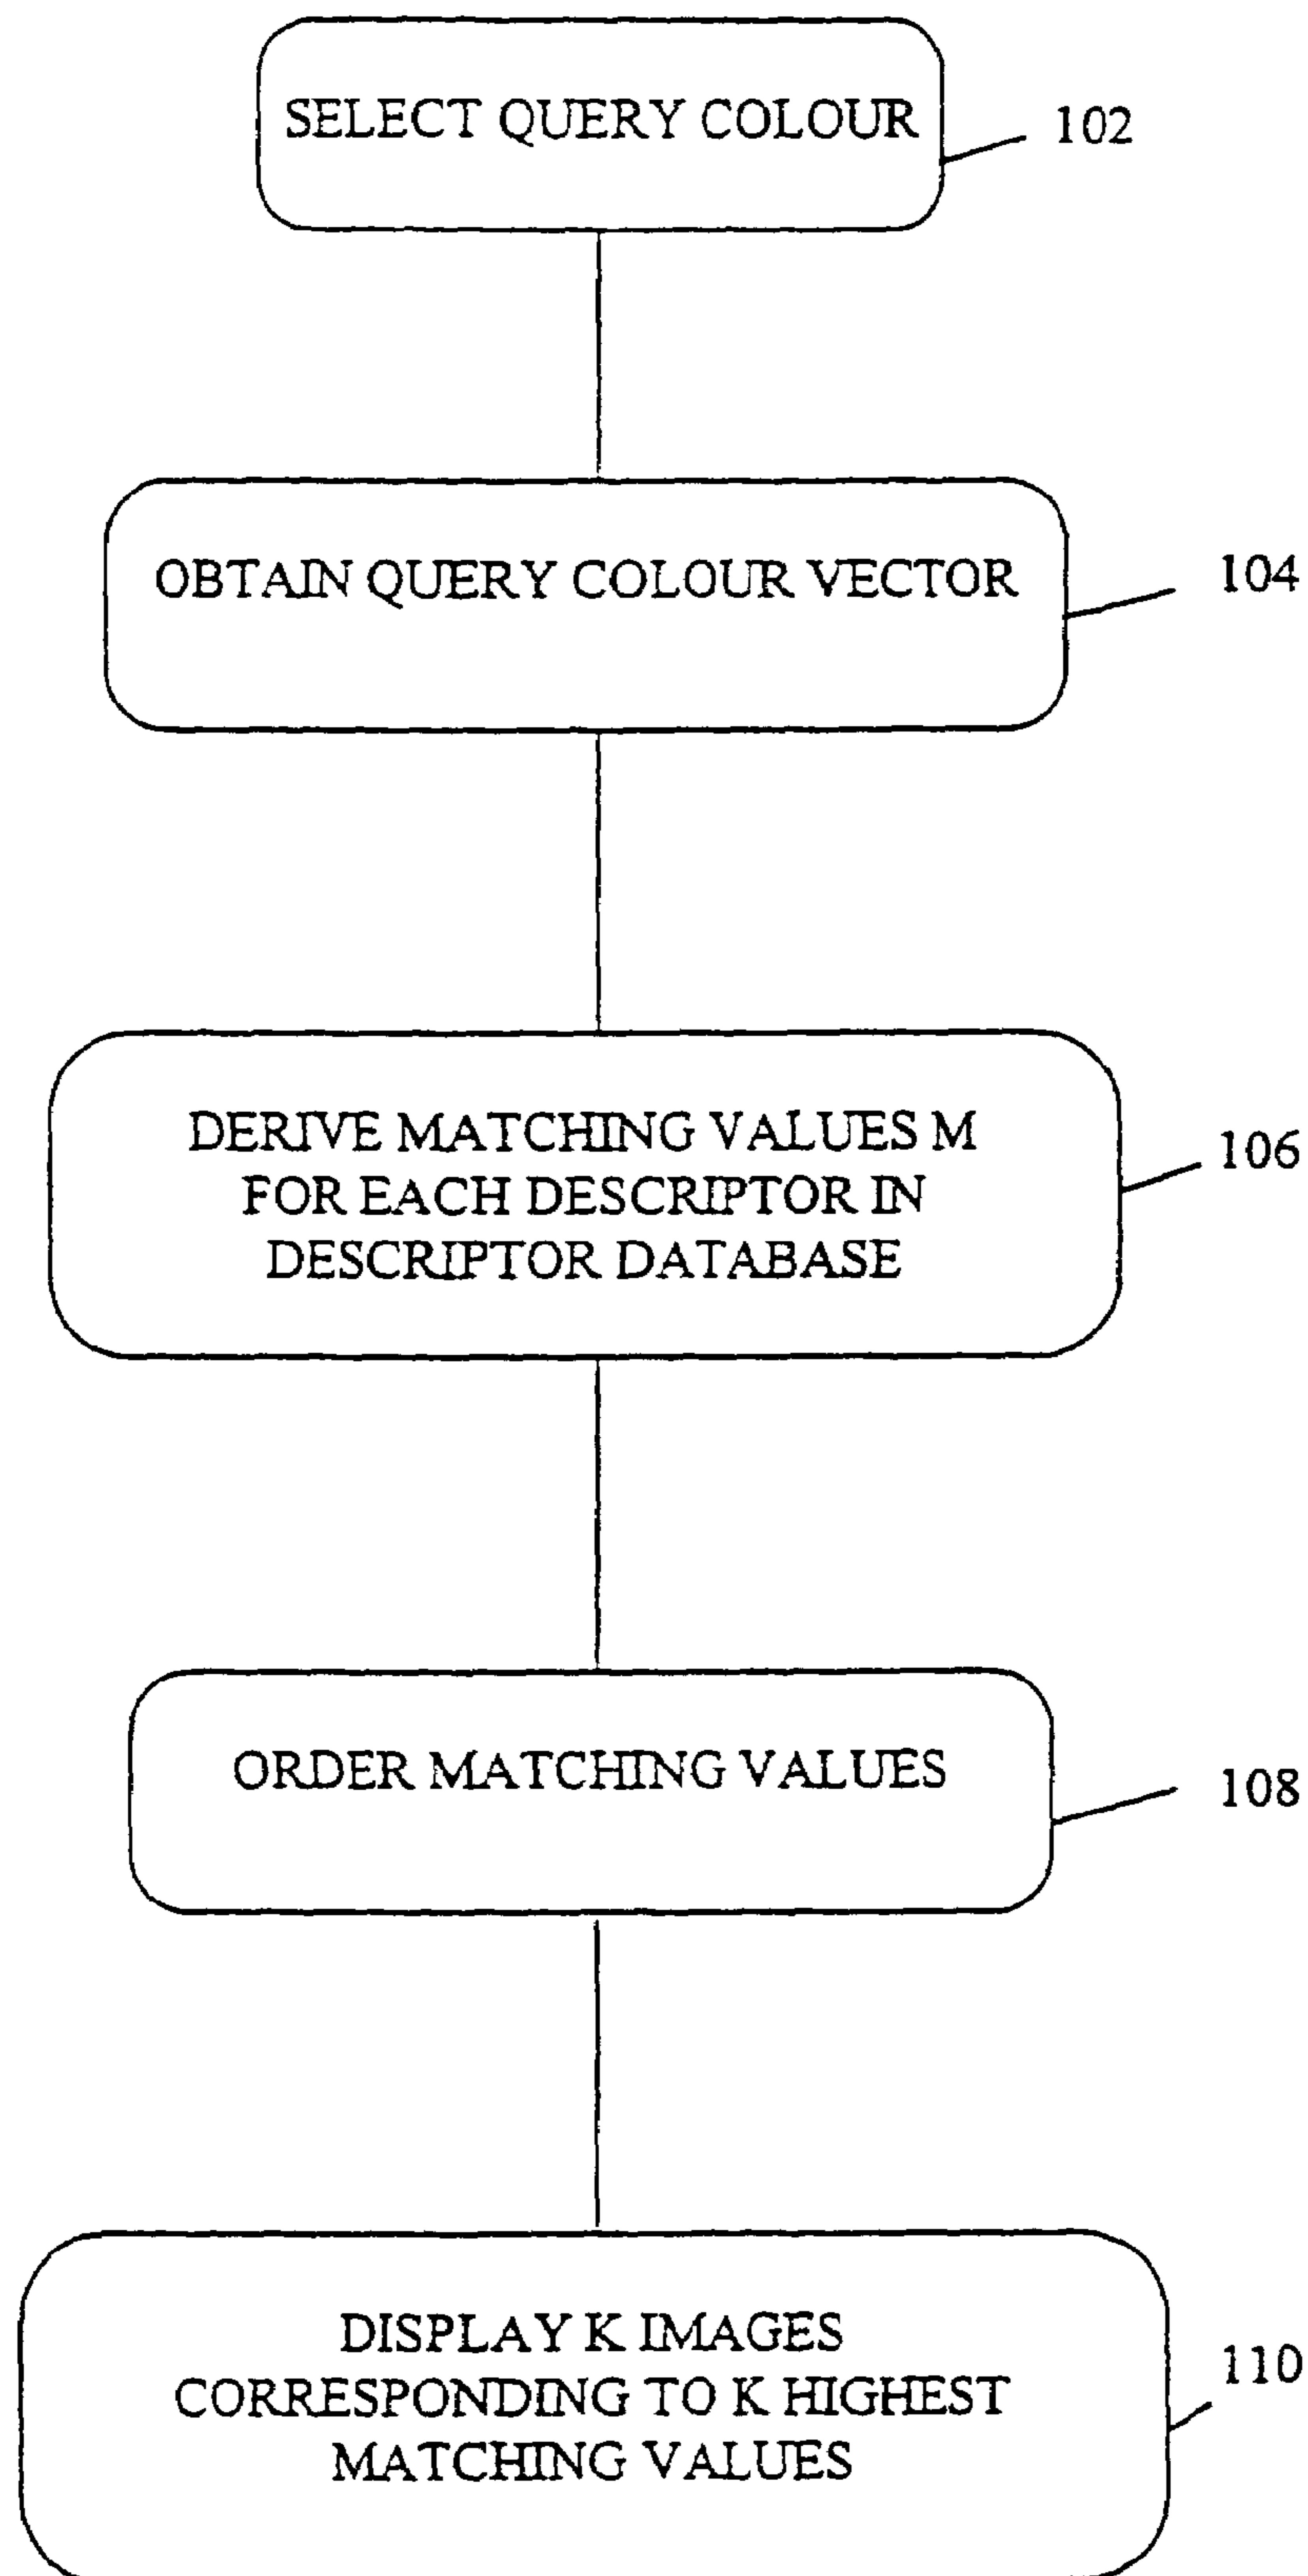 SELECT QUERY COLOUR
102
OBTAIN QUERY COLOUR VECTOR
104
DERIVE MATCHING VALUES M
FOR EACH DESCRIPTOR IN
DESCRIPTOR DATABASE
106
ORDER MATCHING VALUES
108
DISPLAY K IMAGES
CORRESPONDING TO K HIGHEST
MATCHING VALUES
110